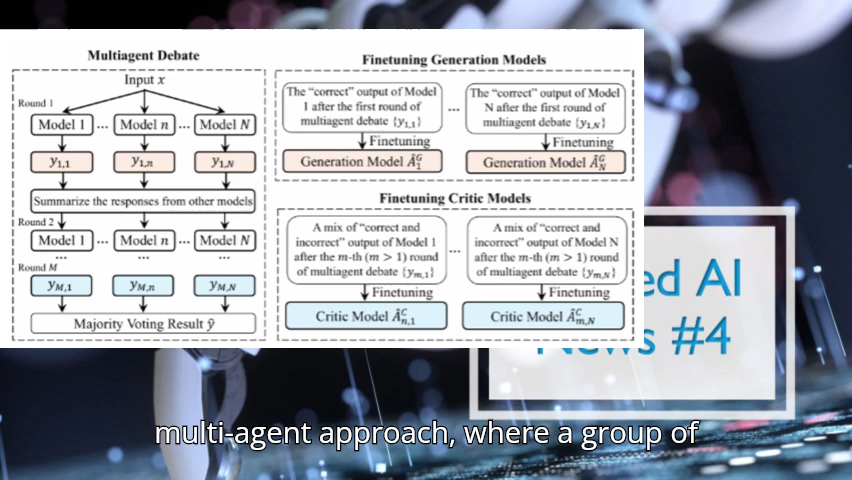 Multiagent Debate
Input x
Round 1
Model 1 ... Model n ... Model N
y1,1 y1,n y1,N
Summarize the responses from other models
Round 2
Model 1 ... Model n ... Model N
... ... ...
Round M
yM,1 yM,n yM,N
Majority Voting Result ŷ
Finetuning Generation Models
The "correct" output of Model
1 after the first round of
multiagent debate {y1,1}
...
The "correct" output of Model
N after the first round of
multiagent debate {y1,N}
Finetuning Finetuning
Generation Model Â1G
Generation Model ÂNG
Finetuning Critic Models
A mix of "correct and
incorrect" output of Model 1
after the m-th (m > 1) round
of multiagent debate {ym,1}
...
A mix of "correct and
incorrect" output of Model N
after the m-th (m > 1) round
of multiagent debate {ym,N}
Finetuning Finetuning
Critic Model Ân,1C
Critic Model Âm,NC
ed AI
News #4
multi-agent approach, where a group of